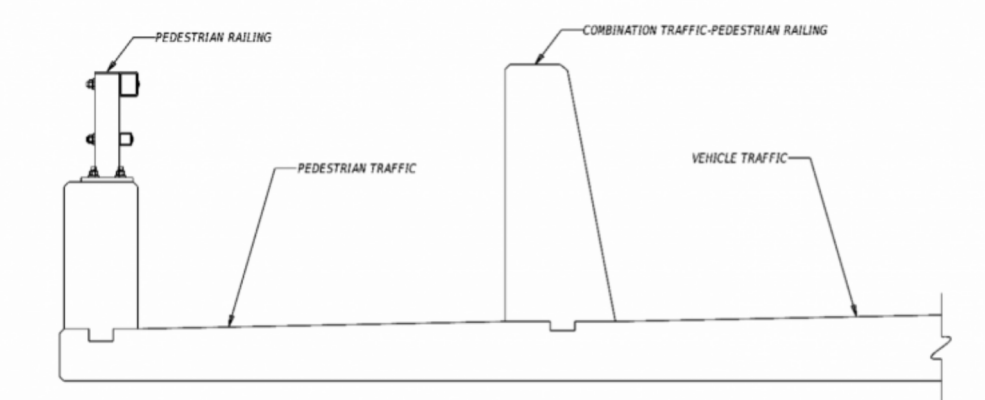 PEDESTRIAN RAILING
COMBINATION TRAFFIC-PEDESTRIAN RAILING
PEDESTRIAN TRAFFIC
VEHICLE TRAFFIC